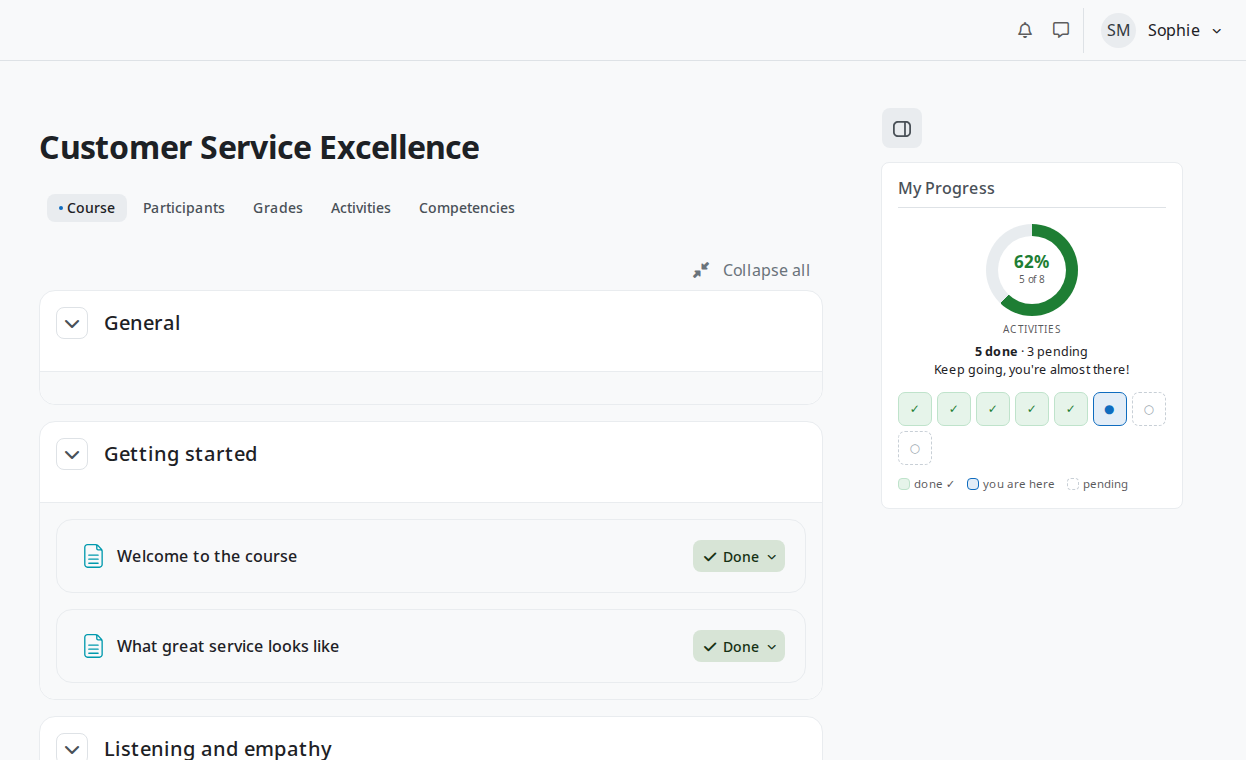 SM Sophie
Customer Service Excellence
Course Participants Grades Activities Competencies
Collapse all
General
Getting started
Welcome to the course
Done
What great service looks like
Done
Listening and empathy
My Progress
62%
5 of 8
ACTIVITIES
5 done · 3 pending
Keep going, you're almost there!
✓ ✓ ✓ ✓ ✓ ● ○
○
done ✓ you are here pending